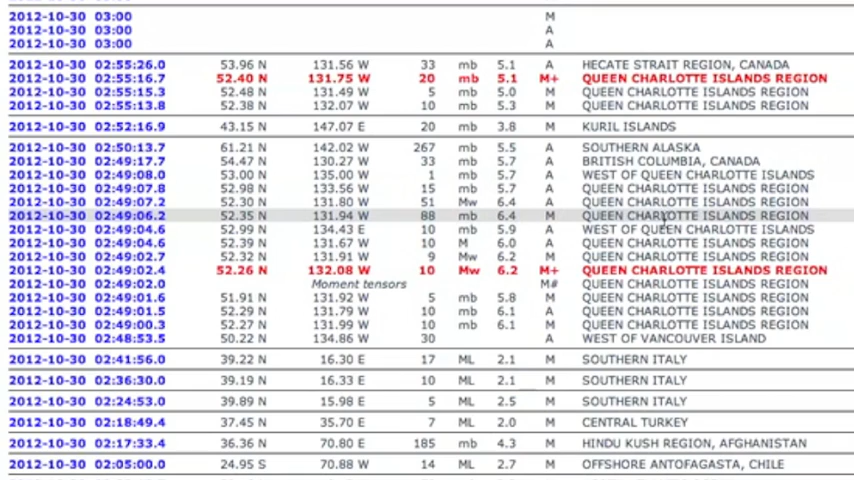 2012-10-30 03:00 M
2012-10-30 03:00 A
2012-10-30 03:00 A
2012-10-30 02:55:26.0 53.96 N 131.56 W 33 mb 5.1 A HECATE STRAIT REGION, CANADA
2012-10-30 02:55:16.7 52.40 N 131.75 W 20 mb 5.1 M+ QUEEN CHARLOTTE ISLANDS REGION
2012-10-30 02:55:15.3 52.48 N 131.49 W 5 mb 5.0 M QUEEN CHARLOTTE ISLANDS REGION
2012-10-30 02:55:13.8 52.38 N 132.07 W 10 mb 5.3 M QUEEN CHARLOTTE ISLANDS REGION
2012-10-30 02:52:16.9 43.15 N 147.07 E 20 mb 3.8 M KURIL ISLANDS
2012-10-30 02:50:13.7 61.21 N 142.02 W 267 mb 5.5 A SOUTHERN ALASKA
2012-10-30 02:49:17.7 54.47 N 130.27 W 33 mb 5.7 A BRITISH COLUMBIA, CANADA
2012-10-30 02:49:08.0 53.00 N 135.00 W 1 mb 5.7 A WEST OF QUEEN CHARLOTTE ISLANDS
2012-10-30 02:49:07.8 52.98 N 133.56 W 15 mb 5.7 A QUEEN CHARLOTTE ISLANDS REGION
2012-10-30 02:49:07.2 52.30 N 131.80 W 51 Mw 6.4 A QUEEN CHARLOTTE ISLANDS REGION
2012-10-30 02:49:06.2 52.35 N 131.94 W 88 mb 6.4 M QUEEN CHARLOTTE ISLANDS REGION
2012-10-30 02:49:04.6 52.99 N 134.43 E 10 mb 5.9 A WEST OF QUEEN CHARLOTTE ISLANDS
2012-10-30 02:49:04.6 52.39 N 131.67 W 10 M 6.0 A QUEEN CHARLOTTE ISLANDS REGION
2012-10-30 02:49:02.7 52.32 N 131.91 W 9 Mw 6.2 M QUEEN CHARLOTTE ISLANDS REGION
2012-10-30 02:49:02.4 52.26 N 132.08 W 10 Mw 6.2 M+ QUEEN CHARLOTTE ISLANDS REGION
2012-10-30 02:49:02.0 Moment tensors M# QUEEN CHARLOTTE ISLANDS REGION
2012-10-30 02:49:01.6 51.91 N 131.92 W 5 mb 5.8 M QUEEN CHARLOTTE ISLANDS REGION
2012-10-30 02:49:01.5 52.29 N 131.79 W 10 mb 6.1 A QUEEN CHARLOTTE ISLANDS REGION
2012-10-30 02:49:00.3 52.27 N 131.99 W 10 mb 6.1 M QUEEN CHARLOTTE ISLANDS REGION
2012-10-30 02:48:53.5 50.22 N 134.86 W 30 A WEST OF VANCOUVER ISLAND
2012-10-30 02:41:56.0 39.22 N 16.30 E 17 ML 2.1 M SOUTHERN ITALY
2012-10-30 02:36:30.0 39.19 N 16.33 E 10 ML 2.1 M SOUTHERN ITALY
2012-10-30 02:24:53.0 39.89 N 15.98 E 5 ML 2.5 M SOUTHERN ITALY
2012-10-30 02:18:49.4 37.45 N 35.70 E 7 ML 2.0 M CENTRAL TURKEY
2012-10-30 02:17:33.4 36.36 N 70.80 E 185 mb 4.3 M HINDU KUSH REGION, AFGHANISTAN
2012-10-30 02:05:00.0 24.95 S 70.88 W 14 ML 2.7 M OFFSHORE ANTOFAGASTA, CHILE